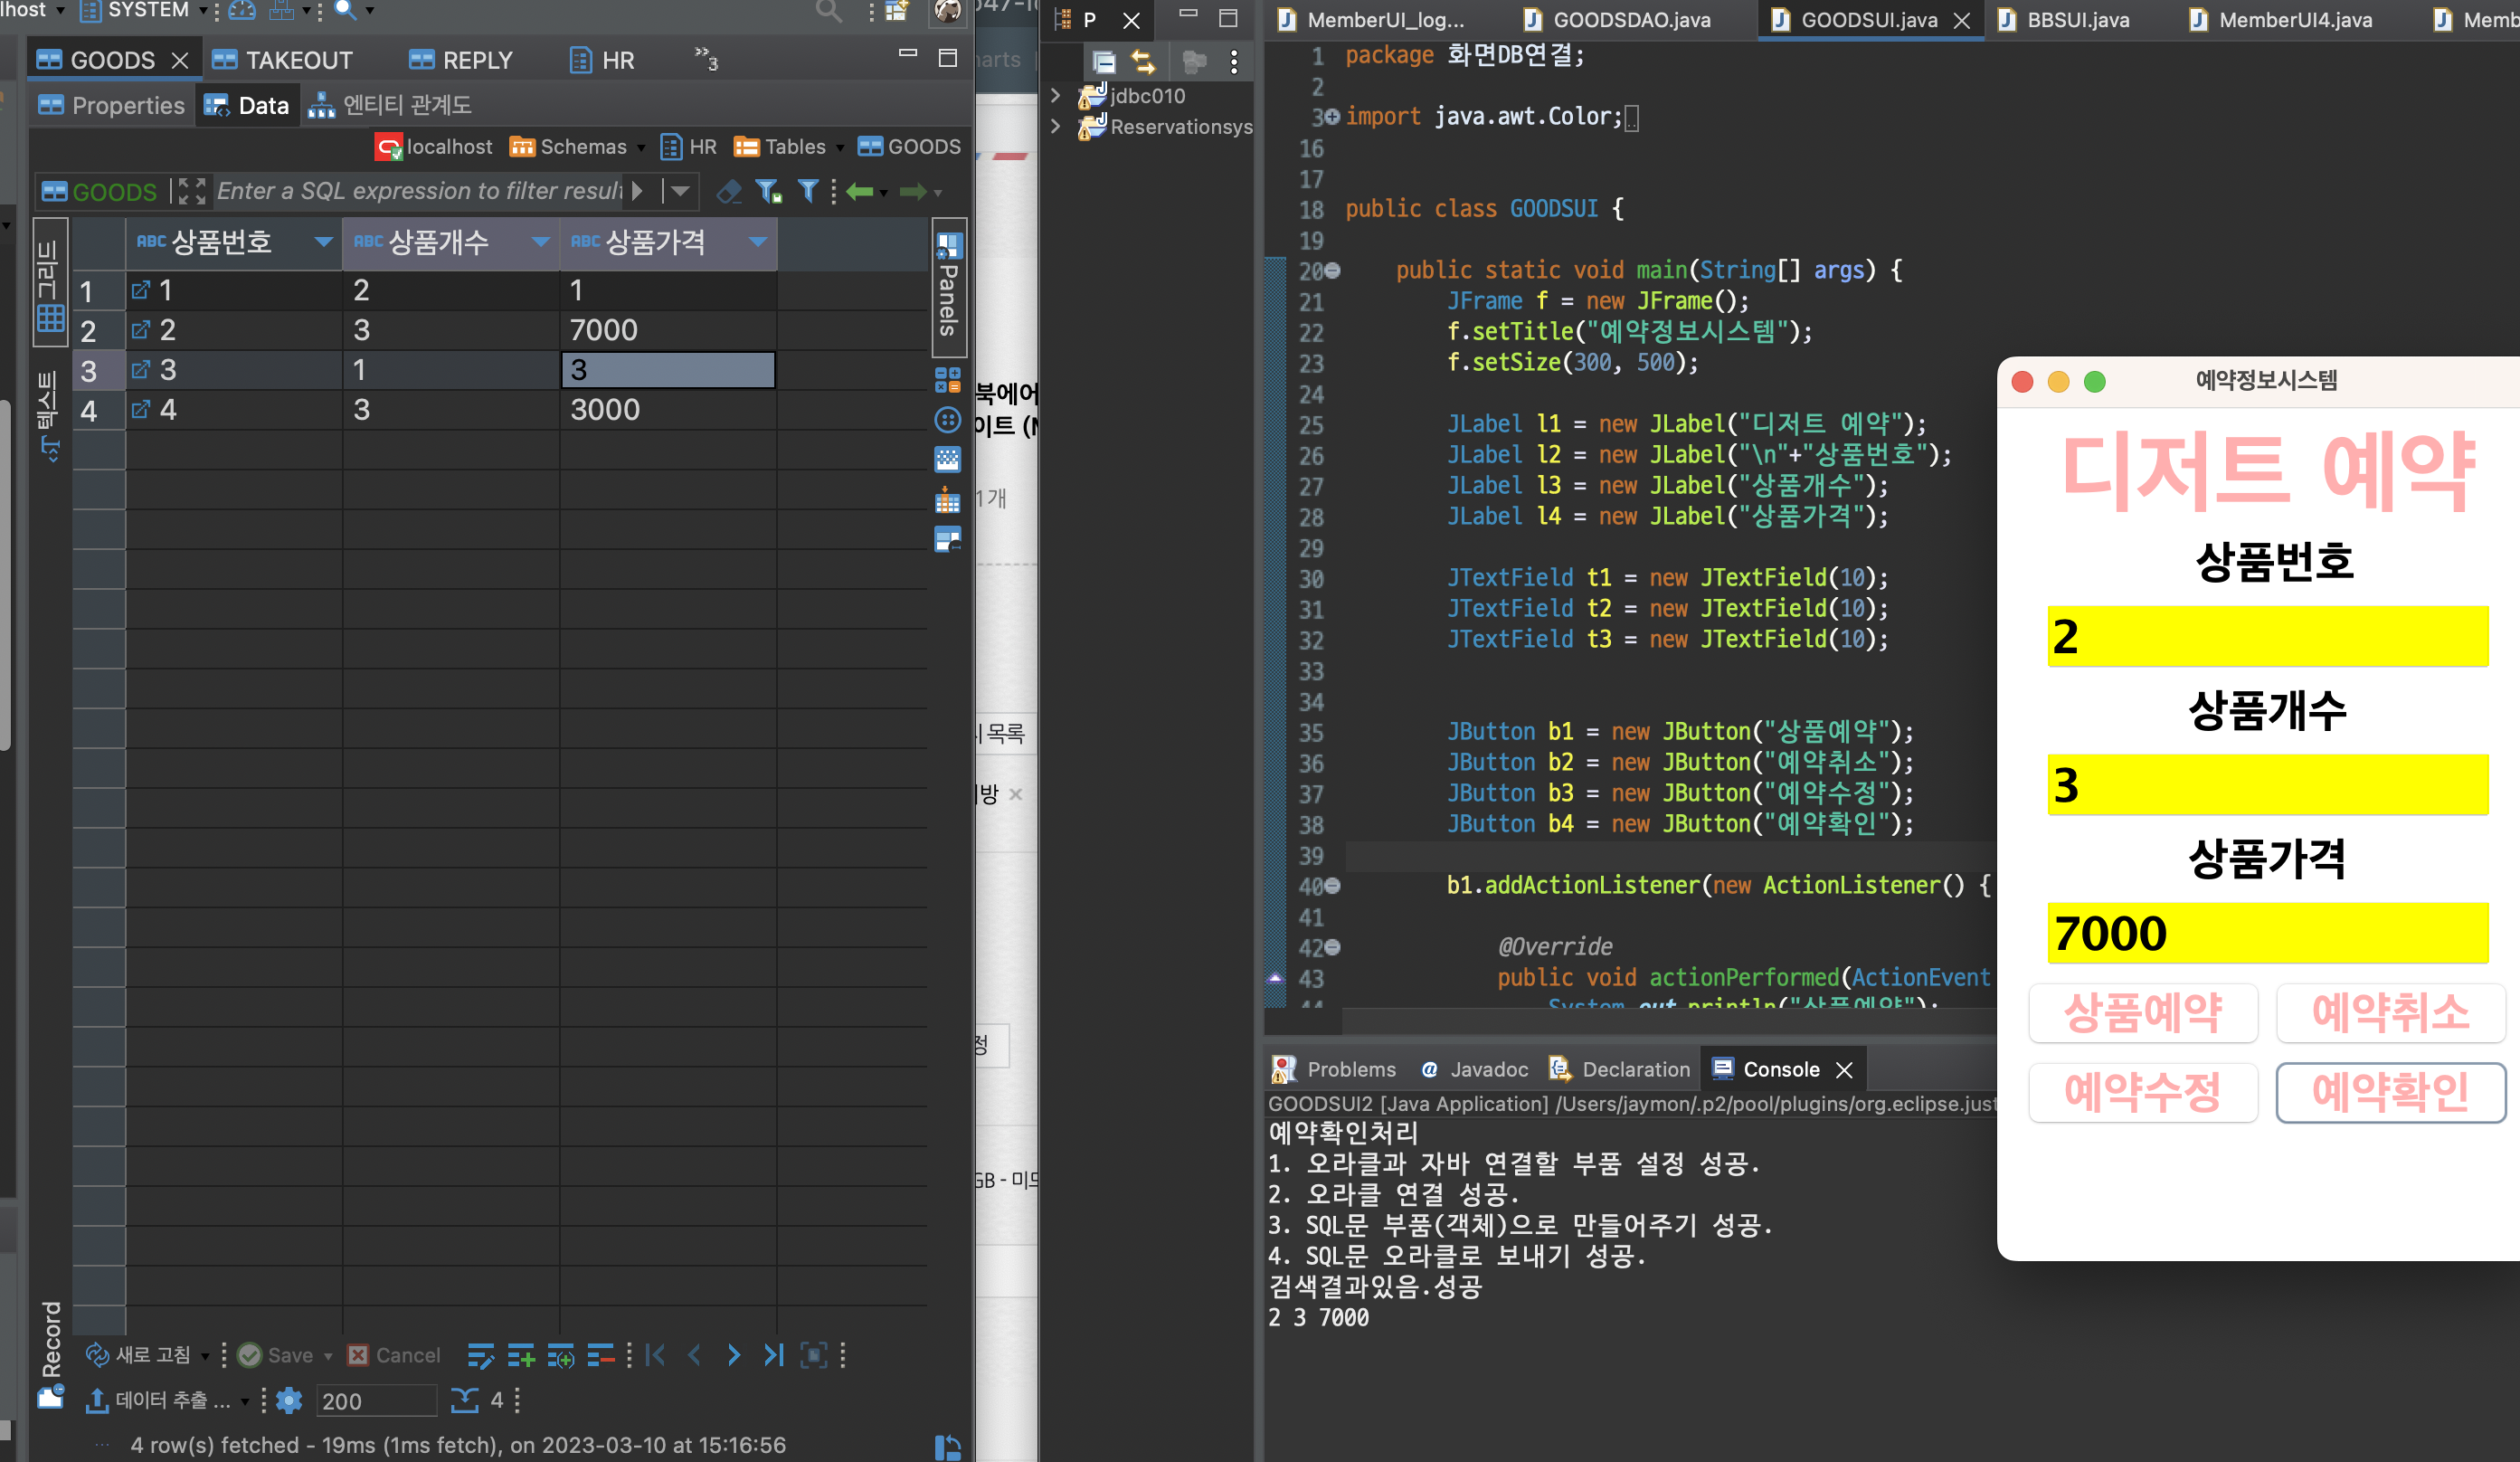 SYSTEM
GOODS
TAKEOUT
REPLY
HR
3
Properties
Data
엔티티 관계도
localhost
Schemas
HR
Tables
GOODS
GOODS
Enter a SQL expression to filter result
그리드
텍스트
Record
ABC 상품번호
ABC 상품개수
ABC 상품가격
Panels
1 1 2 1
2 2 3 7000
3 3 1 3
4 4 3 3000
새로 고침
Save
Cancel
데이터 추출 ...
200
4
4 row(s) fetched - 19ms (1ms fetch), on 2023-03-10 at 15:16:56
북에어
1개
목록
P
jdbc010
Reservationsys
MemberUI_log...
GOODSDAO.java
GOODSUI.java
BBSUI.java
MemberUI4.java
1 package 화면DB연결;
2
3 import java.awt.Color;
16
17
18 public class GOODSUI {
19
20 public static void main(String[] args) {
21 JFrame f = new JFrame();
22 f.setTitle("예약정보시스템");
23 f.setSize(300, 500);
24
25 JLabel l1 = new JLabel("디저트 예약");
26 JLabel l2 = new JLabel("\n"+"상품번호");
27 JLabel l3 = new JLabel("상품개수");
28 JLabel l4 = new JLabel("상품가격");
29
30 JTextField t1 = new JTextField(10);
31 JTextField t2 = new JTextField(10);
32 JTextField t3 = new JTextField(10);
33
34
35 JButton b1 = new JButton("상품예약");
36 JButton b2 = new JButton("예약취소");
37 JButton b3 = new JButton("예약수정");
38 JButton b4 = new JButton("예약확인");
39
40 b1.addActionListener(new ActionListener() {
41
42 @Override
43 public void actionPerformed(ActionEvent
44 System.out.println("상품예약");
Problems
Javadoc
Declaration
Console
GOODSUI2 [Java Application] /Users/jaymon/.p2/pool/plugins/org.eclipse.just
예약확인처리
1. 오라클과 자바 연결할 부품 설정 성공.
2. 오라클 연결 성공.
3. SQL문 부품(객체)으로 만들어주기 성공.
4. SQL문 오라클로 보내기 성공.
검색결과있음.성공
2 3 7000
예약정보시스템
디저트 예약
상품번호
2
상품개수
3
상품가격
7000
상품예약
예약취소
예약수정
예약확인